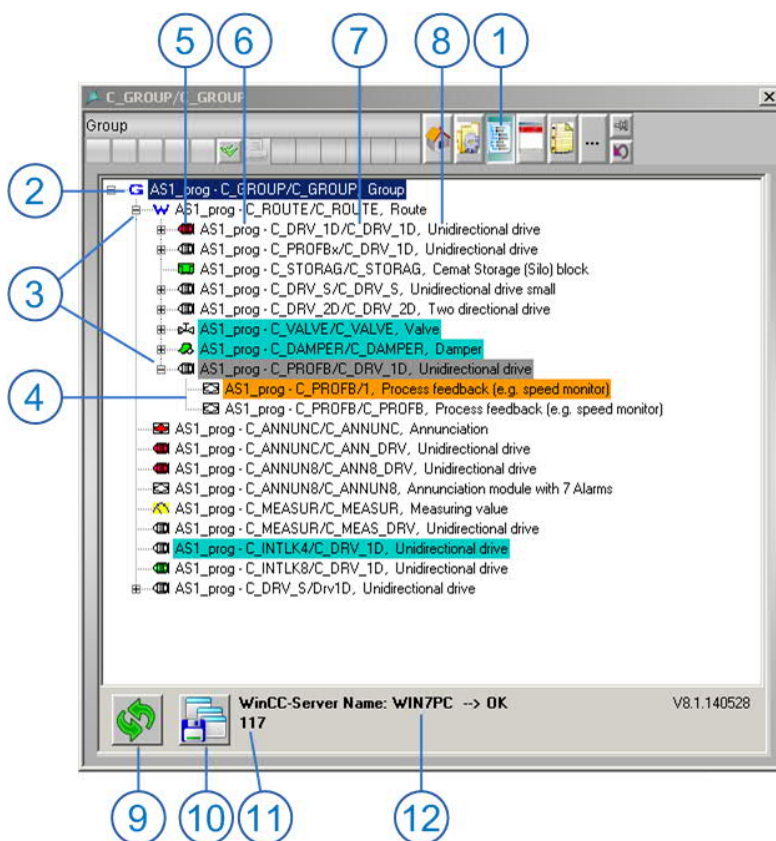 5 6 7 8 1
C_GROUP/C_GROUP
Group
...
2
G AS1_prog - C_GROUP/C_GROUP, Group
W AS1_prog - C_ROUTE/C_ROUTE, Route
3
AS1_prog - C_DRV_1D/C_DRV_1D, Unidirectional drive
AS1_prog - C_PROFBx/C_DRV_1D, Unidirectional drive
AS1_prog - C_STORAG/C_STORAG, Cemat Storage (Silo) block
AS1_prog - C_DRV_S/C_DRV_S, Unidirectional drive small
AS1_prog - C_DRV_2D/C_DRV_2D, Two directional drive
AS1_prog - C_VALVE/C_VALVE, Valve
AS1_prog - C_DAMPER/C_DAMPER, Damper
AS1_prog - C_PROFB/C_DRV_1D, Unidirectional drive
4
AS1_prog - C_PROFB/1, Process feedback (e.g. speed monitor)
AS1_prog - C_PROFB/C_PROFB, Process feedback (e.g. speed monitor)
AS1_prog - C_ANNUNC/C_ANNUNC, Annunciation
AS1_prog - C_ANNUNC/C_ANN_DRV, Unidirectional drive
AS1_prog - C_ANNUN8/C_ANN8_DRV, Unidirectional drive
AS1_prog - C_ANNUN8/C_ANNUN8, Annunciation module with 7 Alarms
AS1_prog - C_MEASUR/C_MEASUR, Measuring value
AS1_prog - C_MEASUR/C_MEAS_DRV, Unidirectional drive
AS1_prog - C_INTLK4/C_DRV_1D, Unidirectional drive
AS1_prog - C_INTLK8/C_DRV_1D, Unidirectional drive
AS1_prog - C_DRV_S/Drv1D, Unidirectional drive
WinCC-Server Name: WIN7PC --> OK
V8.1.140528
117
9 10 11 12